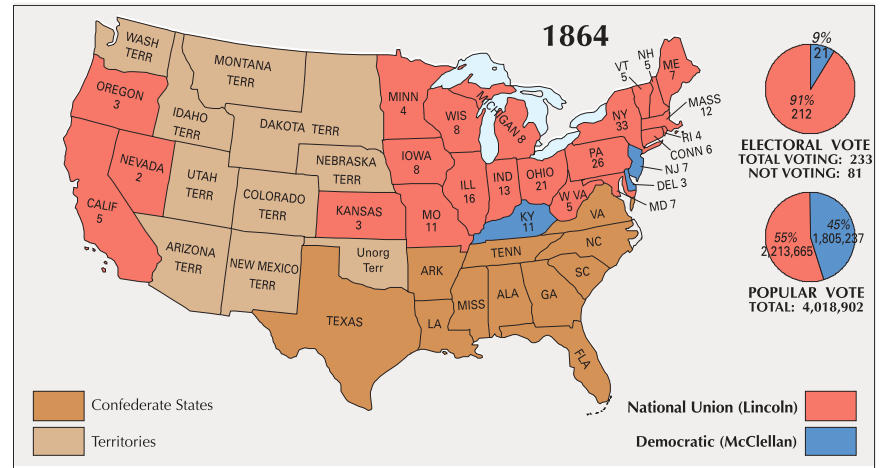 1864
WASH
TERR
MONTANA
TERR
OREGON
3
IDAHO
TERR
DAKOTA TERR
MINN
4
WIS
8
MICHIGAN 8
VT
5
NH
5
ME
7
NY
33
MASS
12
RI 4
CONN 6
NJ 7
DEL 3
MD 7
PA
26
NEVADA
2
UTAH
TERR
NEBRASKA
TERR
IOWA
8
COLORADO
TERR
CALIF
5
KANSAS
3
MO
11
ILL
16
IND
13
OHIO
21
W VA
5
KY
11
VA
ARIZONA
TERR
NEW MEXICO
TERR
Unorg
Terr
ARK
TENN
NC
SC
TEXAS
LA
MISS
ALA
GA
FLA
9%
21
91%
212
ELECTORAL VOTE
TOTAL VOTING: 233
NOT VOTING: 81
45%
1,805,237
55%
2,213,665
POPULAR VOTE
TOTAL: 4,018,902
Confederate States
Territories
National Union (Lincoln)
Democratic (McClellan)